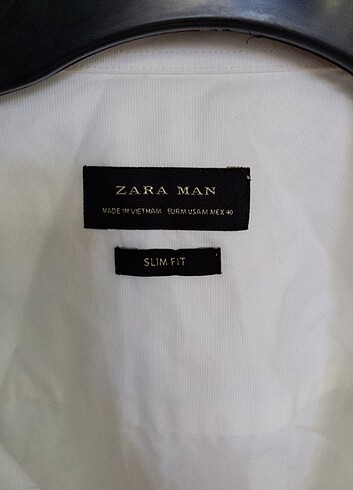 ZARA MAN
MADE IN VIETNAM EUR M USA M MEX 40
SLIM FIT